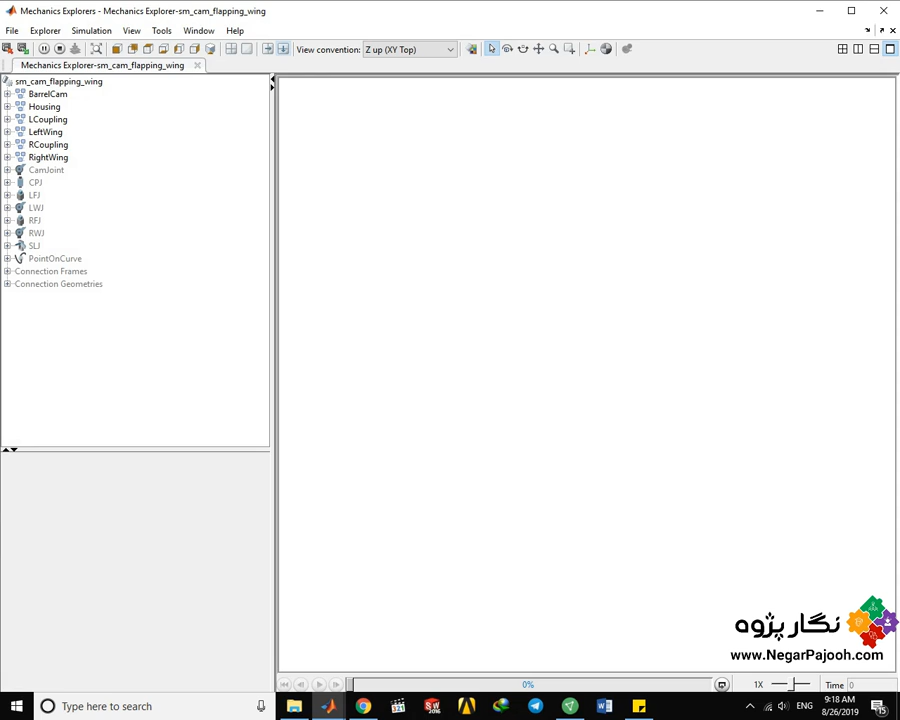 Mechanics Explorers - Mechanics Explorer-sm_cam_flapping_wing
File Explorer Simulation View Tools Window Help
View convention: Z up (XY Top)
Mechanics Explorer-sm_cam_flapping_wing
sm_cam_flapping_wing
BarrelCam
Housing
LCoupling
LeftWing
RCoupling
RightWing
CamJoint
CPJ
LFJ
LWJ
RFJ
RWJ
SLJ
PointOnCurve
Connection Frames
Connection Geometries
نگار پژوه
www.NegarPajooh.com
0% 1X Time 0
Type here to search
ENG
9:18 AM
8/26/2019